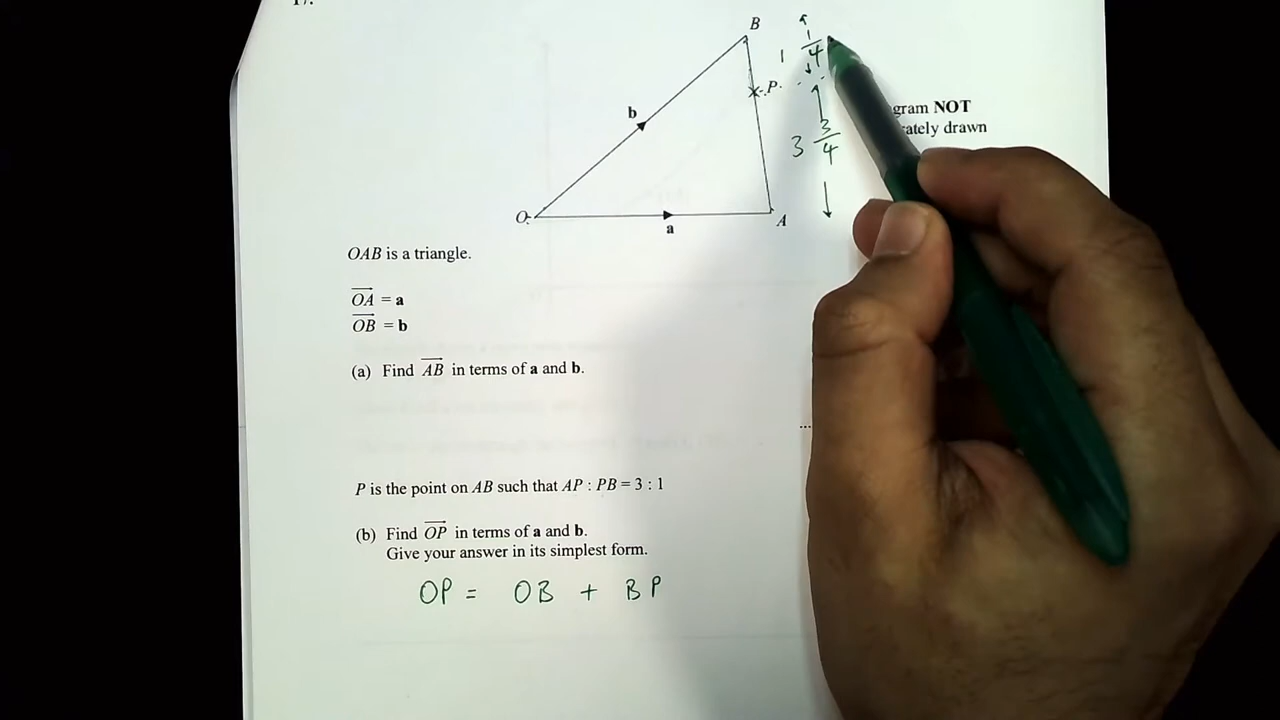 17.
B
1 1/4
P
b
gram NOT
ately drawn
3 3/4
O
A
a
OAB is a triangle.
OA = a
OB = b
(a) Find AB in terms of a and b.
P is the point on AB such that AP : PB = 3 : 1
(b) Find OP in terms of a and b.
Give your answer in its simplest form.
OP = OB + BP